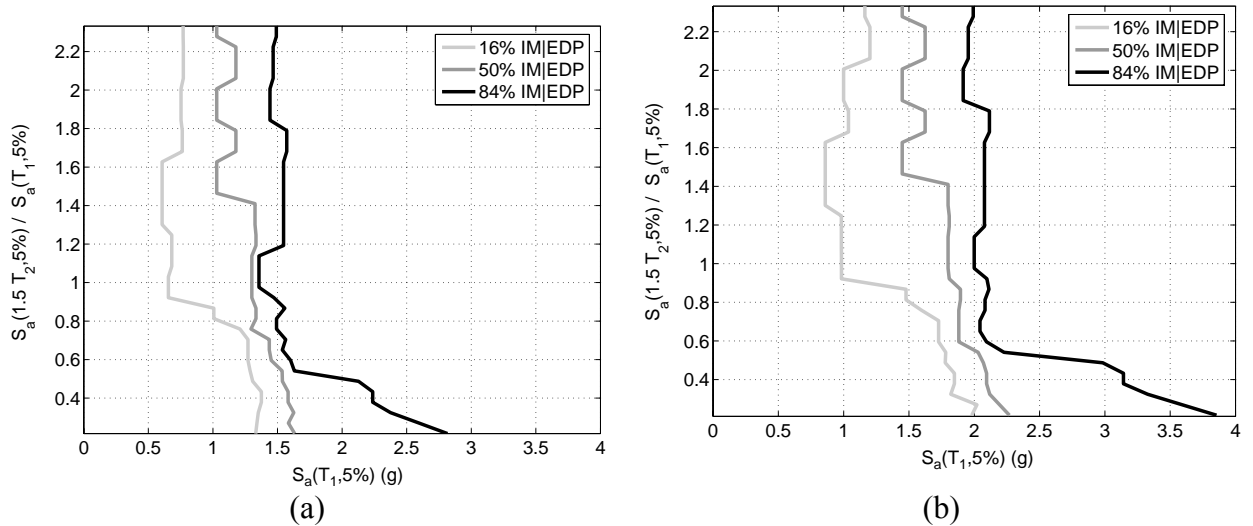 2.2
2
1.8
1.6
1.4
1.2
1
0.8
0.6
0.4
S_a(1.5 T_2,5%) / S_a(T_1,5%)
16% IM|EDP
50% IM|EDP
84% IM|EDP
0 0.5 1 1.5 2 2.5 3 3.5 4
S_a(T_1,5%) (g)
(a)
2.2
2
1.8
1.6
1.4
1.2
1
0.8
0.6
0.4
S_a(1.5 T_2,5%) / S_a(T_1,5%)
16% IM|EDP
50% IM|EDP
84% IM|EDP
0 0.5 1 1.5 2 2.5 3 3.5 4
S_a(T_1,5%) (g)
(b)